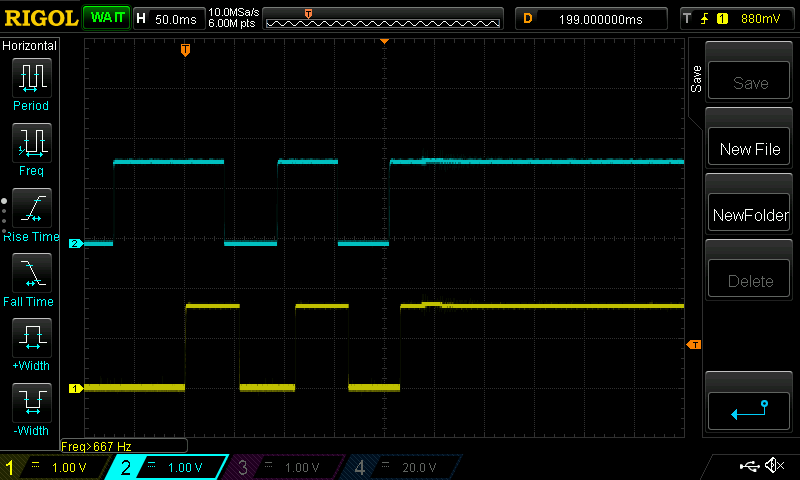 RIGOL WAIT H 50.0ms 10.0MSa/s D 199.000000ms T 1 880mV
6.00M pts
T
Horizontal
Period
Freq
Rise Time
Fall Time
+Width
-Width
T
2
1
T
Save
Save
New File
NewFolder
Delete
Freq>667 Hz
1 1.00 V 2 1.00 V 3 1.00 V 4 20.0 V